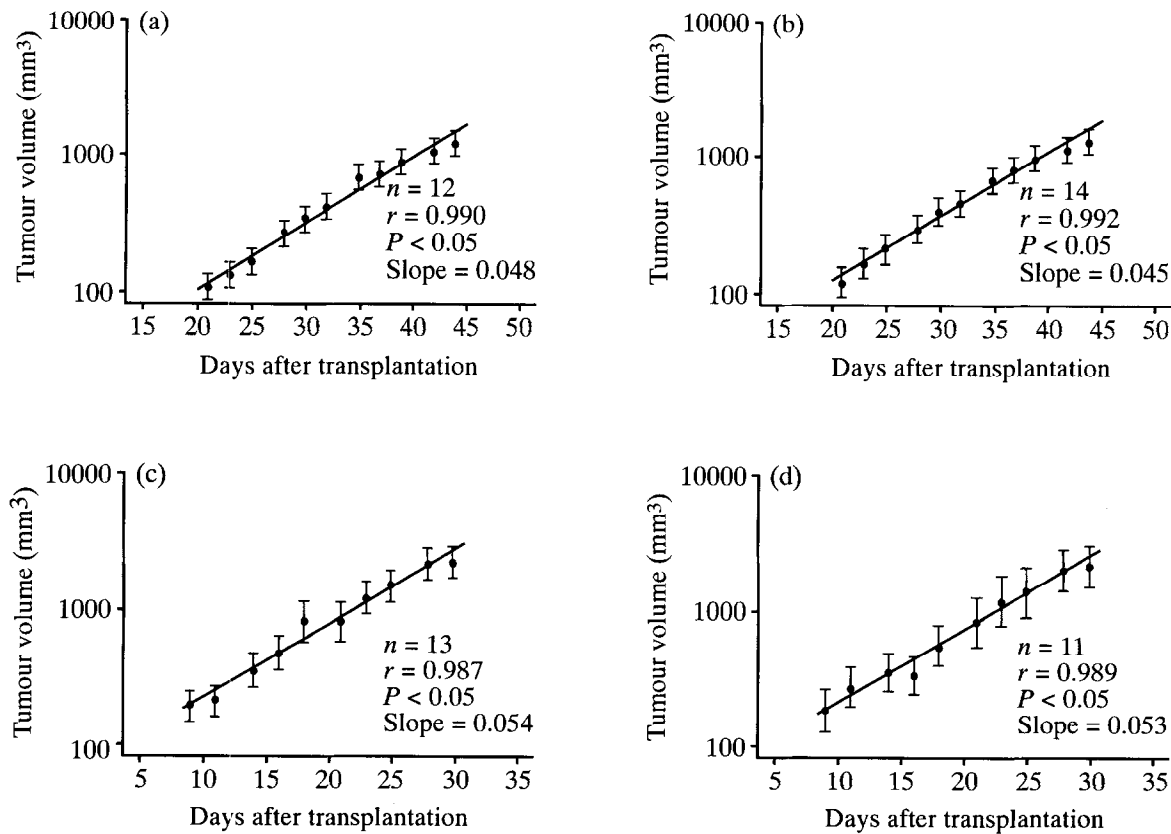 (a)
Tumour volume (mm³)
10000
1000
100
n = 12
r = 0.990
P < 0.05
Slope = 0.048
15 20 25 30 35 40 45 50
Days after transplantation
(b)
Tumour volume (mm³)
10000
1000
100
n = 14
r = 0.992
P < 0.05
Slope = 0.045
15 20 25 30 35 40 45 50
Days after transplantation
(c)
Tumour volume (mm³)
10000
1000
100
n = 13
r = 0.987
P < 0.05
Slope = 0.054
5 10 15 20 25 30 35
Days after transplantation
(d)
Tumour volume (mm³)
10000
1000
100
n = 11
r = 0.989
P < 0.05
Slope = 0.053
5 10 15 20 25 30 35
Days after transplantation